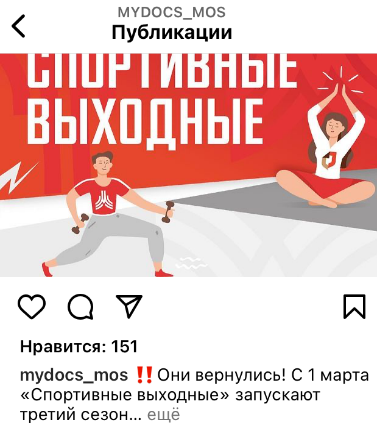 MYDOCS_MOS
Публикации
СПОРТИВНЫЕ
ВЫХОДНЫЕ
Нравится: 151
mydocs_mos ‼️ Они вернулись! С 1 марта
«Спортивные выходные» запускают
третий сезон... ещё